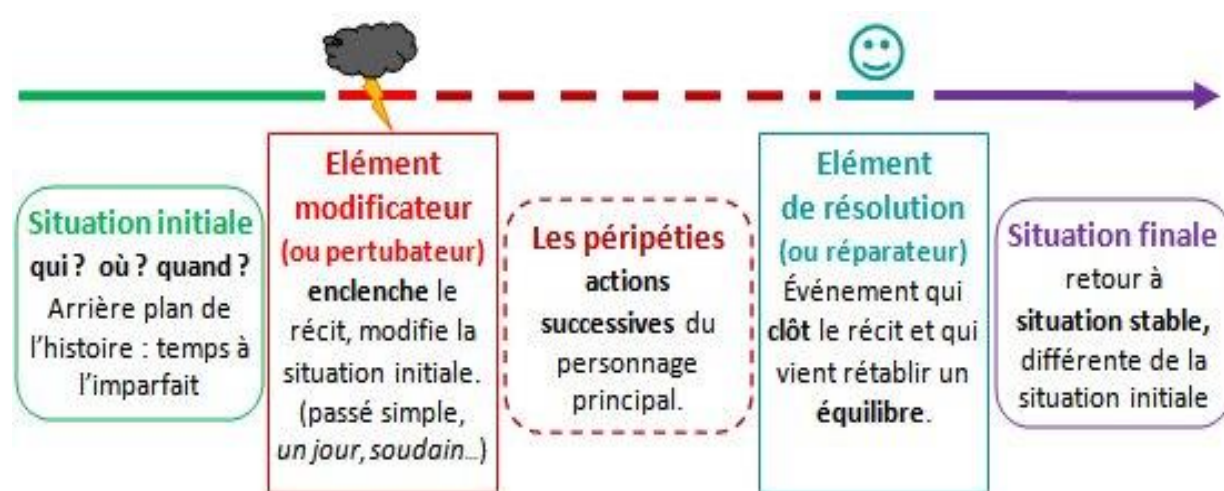 Situation initiale
qui ? où ? quand ?
Arrière plan de
l'histoire : temps à
l'imparfait
Elément
modificateur
(ou pertubateur)
enclenche le
récit, modifie la
situation initiale.
(passé simple,
un jour, soudain...)
Les péripéties
actions
successives du
personnage
principal.
Elément
de résolution
(ou réparateur)
Événement qui
clôt le récit et qui
vient rétablir un
équilibre.
Situation finale
retour à
situation stable,
différente de la
situation initiale